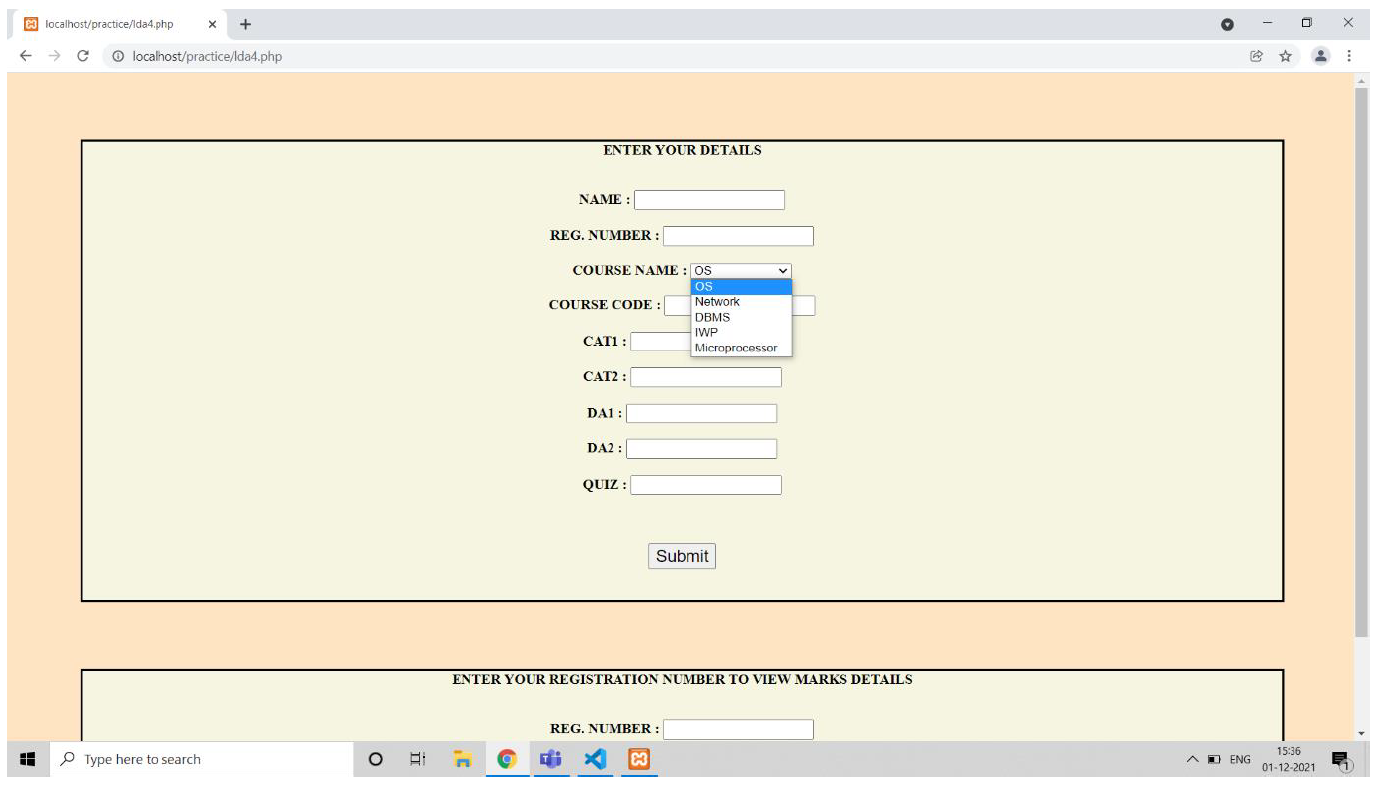 localhost/practice/lda4.php
localhost/practice/lda4.php
ENTER YOUR DETAILS
NAME :
REG. NUMBER :
COURSE NAME : OS
OS
Network
DBMS
IWP
Microprocessor
COURSE CODE :
CAT1 :
CAT2 :
DA1 :
DA2 :
QUIZ :
Submit
ENTER YOUR REGISTRATION NUMBER TO VIEW MARKS DETAILS
REG. NUMBER :
Type here to search
ENG
15:36
01-12-2021
1